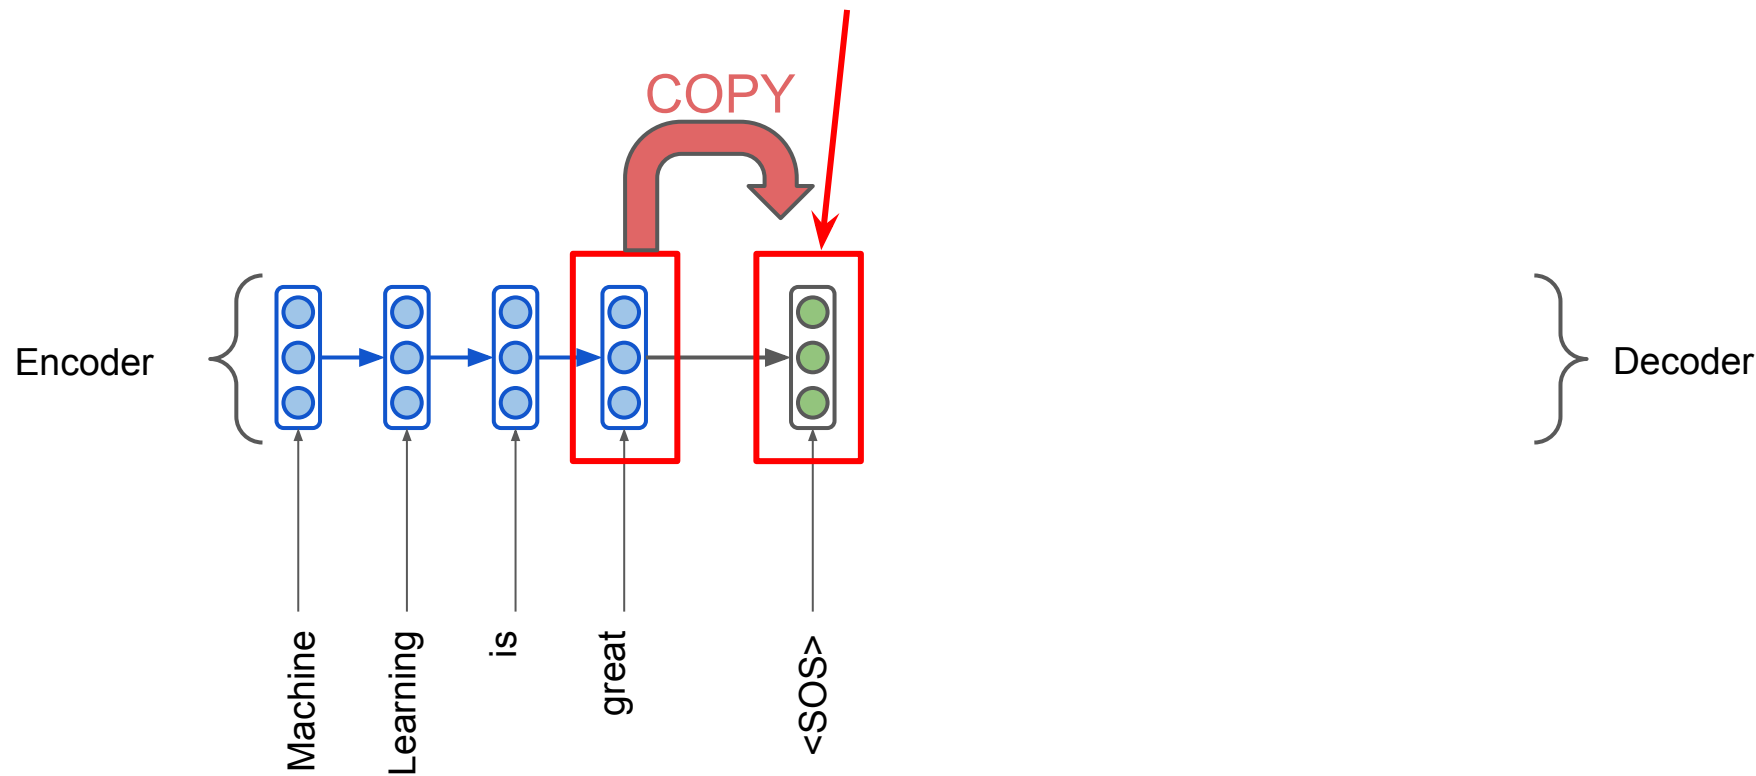 COPY
Encoder
Decoder
Machine
Learning
is
great
<SOS>